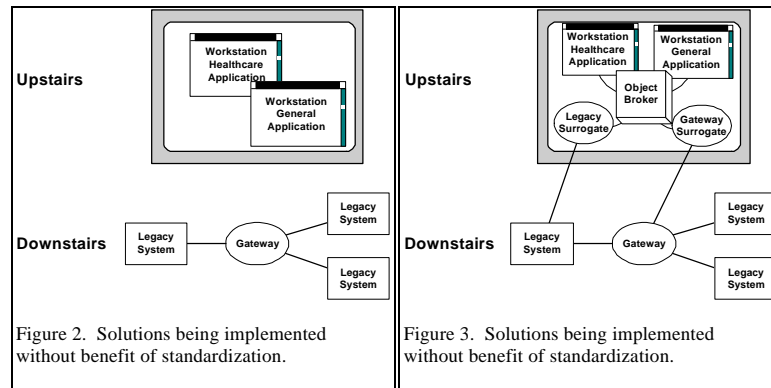 Upstairs
Workstation
Healthcare
Application
Workstation
General
Application
Downstairs
Legacy
System
Gateway
Legacy
System
Legacy
System
Figure 2.  Solutions being implemented
without benefit of standardization.
Upstairs
Workstation
Healthcare
Application
Workstation
General
Application
Object
Broker
Legacy
Surrogate
Gateway
Surrogate
Downstairs
Legacy
System
Gateway
Legacy
System
Legacy
System
Figure 3.  Solutions being implemented
without benefit of standardization.